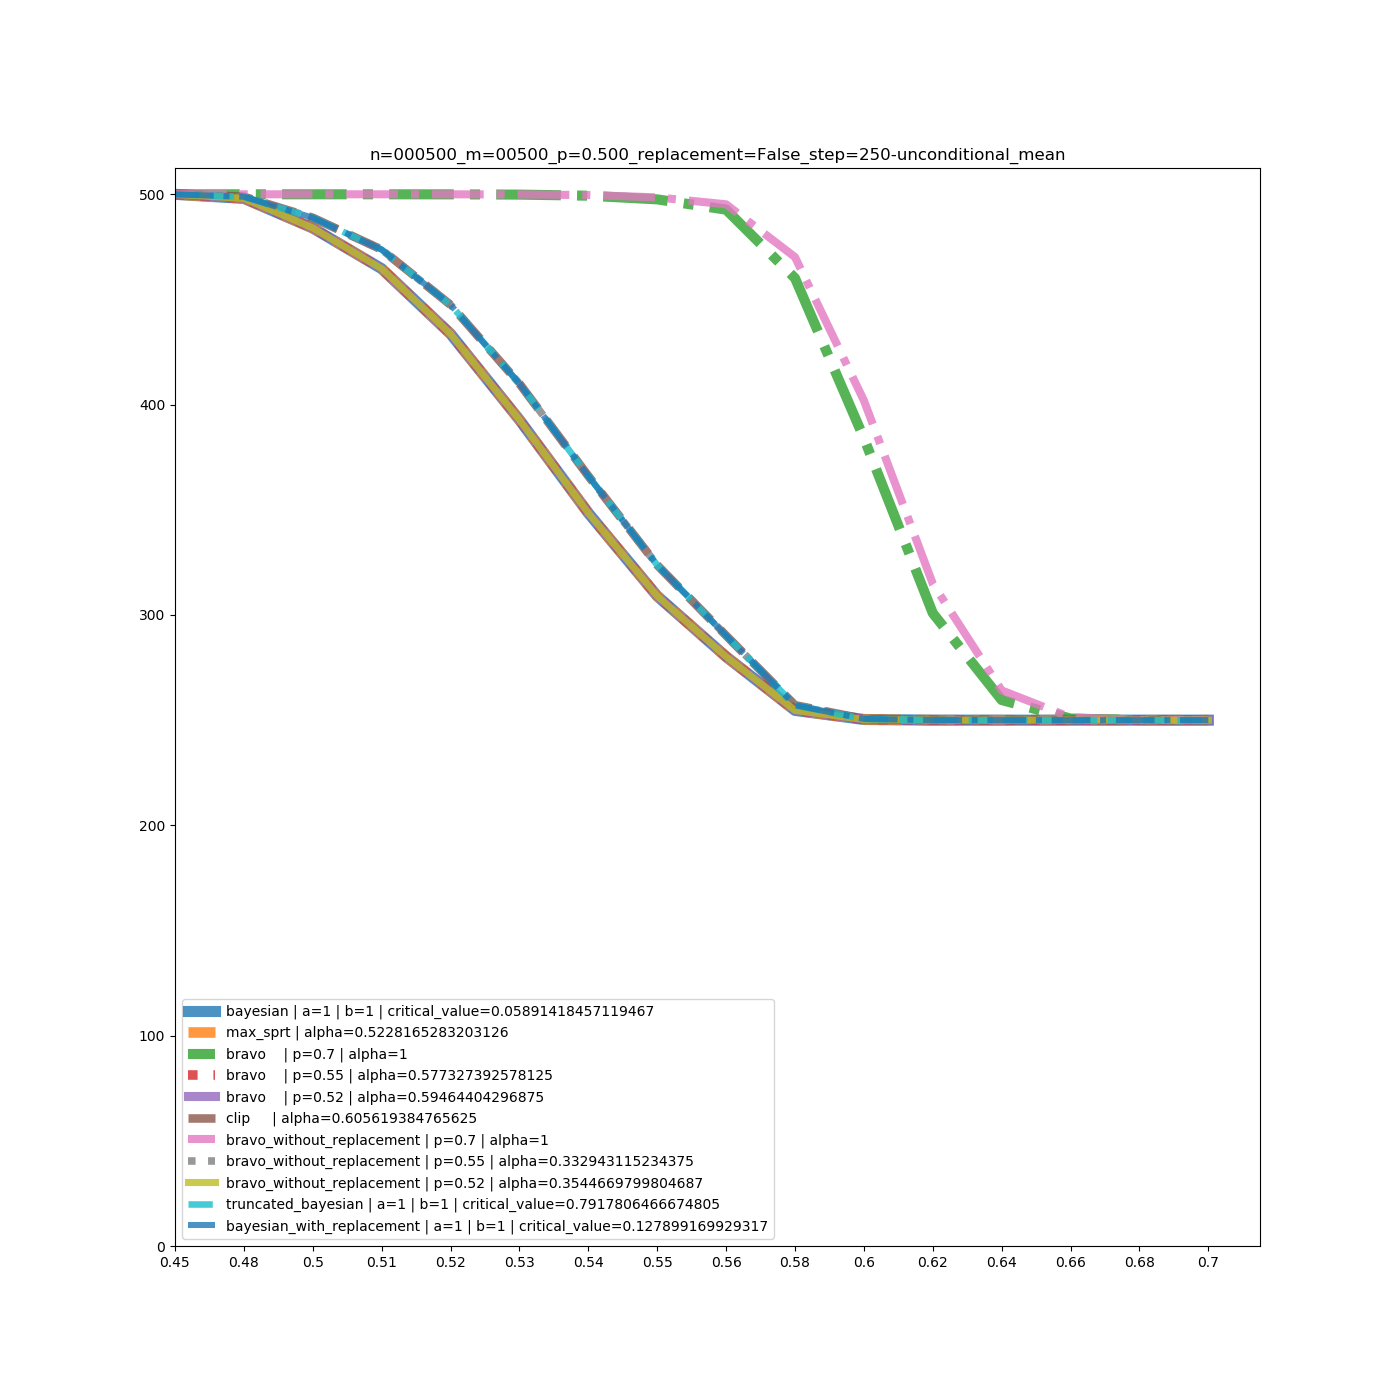 n=000500_m=00500_p=0.500_replacement=False_step=250-unconditional_mean
500
400
300
200
100
0
bayesian | a=1 | b=1 | critical_value=0.05891418457119467
max_sprt | alpha=0.5228165283203126
bravo    | p=0.7 | alpha=1
bravo    | p=0.55 | alpha=0.577327392578125
bravo    | p=0.52 | alpha=0.59464404296875
clip     | alpha=0.605619384765625
bravo_without_replacement | p=0.7 | alpha=1
bravo_without_replacement | p=0.55 | alpha=0.332943115234375
bravo_without_replacement | p=0.52 | alpha=0.3544669799804687
truncated_bayesian | a=1 | b=1 | critical_value=0.7917806466674805
bayesian_with_replacement | a=1 | b=1 | critical_value=0.127899169929317
0.45 0.48 0.5 0.51 0.52 0.53 0.54 0.55 0.56 0.58 0.6 0.62 0.64 0.66 0.68 0.7